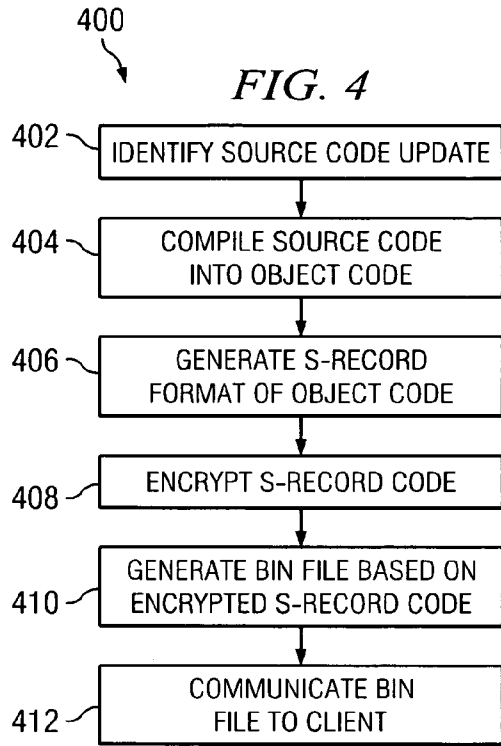 400
FIG. 4
402
IDENTIFY SOURCE CODE UPDATE
404
COMPILE SOURCE CODE
INTO OBJECT CODE
406
GENERATE S-RECORD
FORMAT OF OBJECT CODE
408
ENCRYPT S-RECORD CODE
410
GENERATE BIN FILE BASED ON
ENCRYPTED S-RECORD CODE
412
COMMUNICATE BIN
FILE TO CLIENT